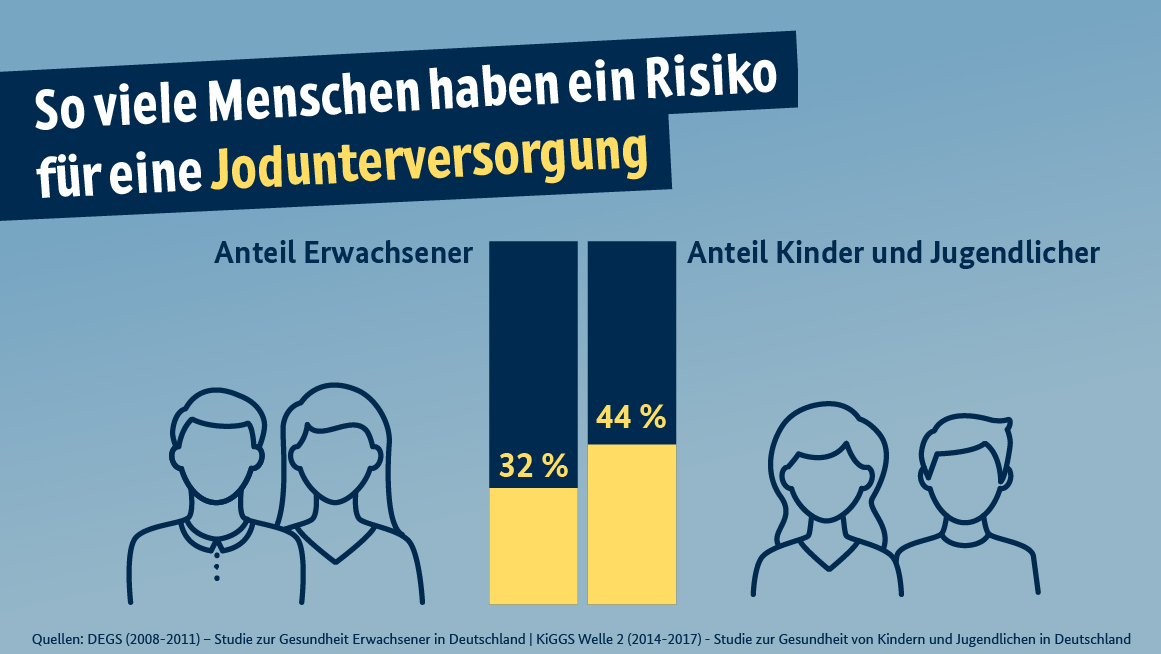 So viele Menschen haben ein Risiko
für eine Jodunterversorgung
Anteil Erwachsener
Anteil Kinder und Jugendlicher
44 %
32 %
Quellen: DEGS (2008-2011) – Studie zur Gesundheit Erwachsener in Deutschland | KiGGS Welle 2 (2014-2017) - Studie zur Gesundheit von Kindern und Jugendlichen in Deutschland